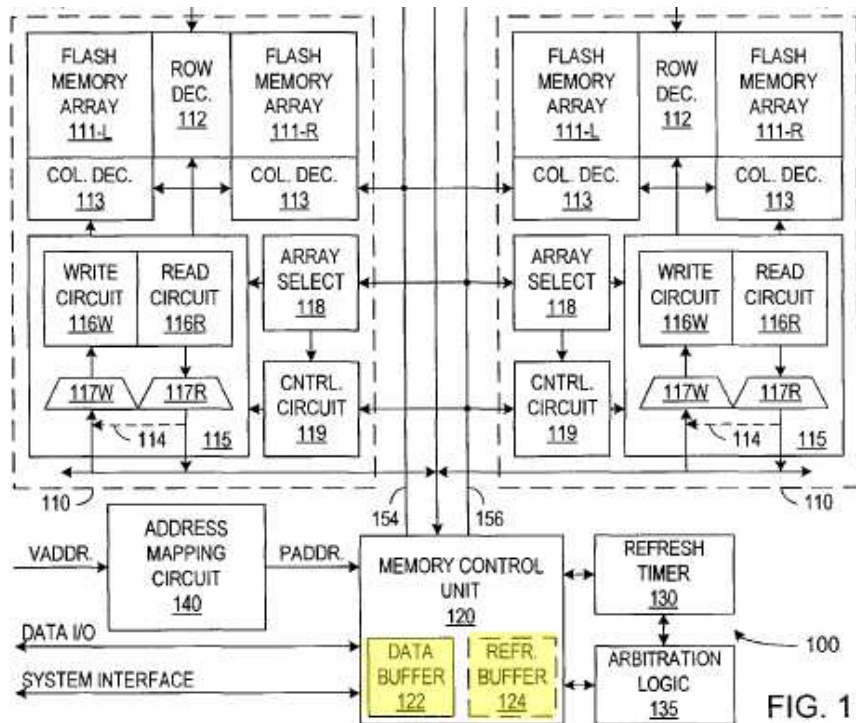 FLASH
MEMORY
ARRAY
111-L
ROW
DEC.
112
FLASH
MEMORY
ARRAY
111-R
COL. DEC.
113
COL. DEC.
113
WRITE
CIRCUIT
116W
READ
CIRCUIT
116R
117W
117R
114
115
ARRAY
SELECT
118
CNTRL.
CIRCUIT
119
110
FLASH
MEMORY
ARRAY
111-L
ROW
DEC.
112
FLASH
MEMORY
ARRAY
111-R
COL. DEC.
113
COL. DEC.
113
ARRAY
SELECT
118
CNTRL.
CIRCUIT
119
WRITE
CIRCUIT
116W
READ
CIRCUIT
116R
117W
117R
114
115
110
154
156
VADDR.
ADDRESS
MAPPING
CIRCUIT
140
PADDR.
MEMORY CONTROL
UNIT
120
REFRESH
TIMER
130
DATA I/O
SYSTEM INTERFACE
DATA
BUFFER
122
REFR.
BUFFER
124
ARBITRATION
LOGIC
135
100
FIG. 1